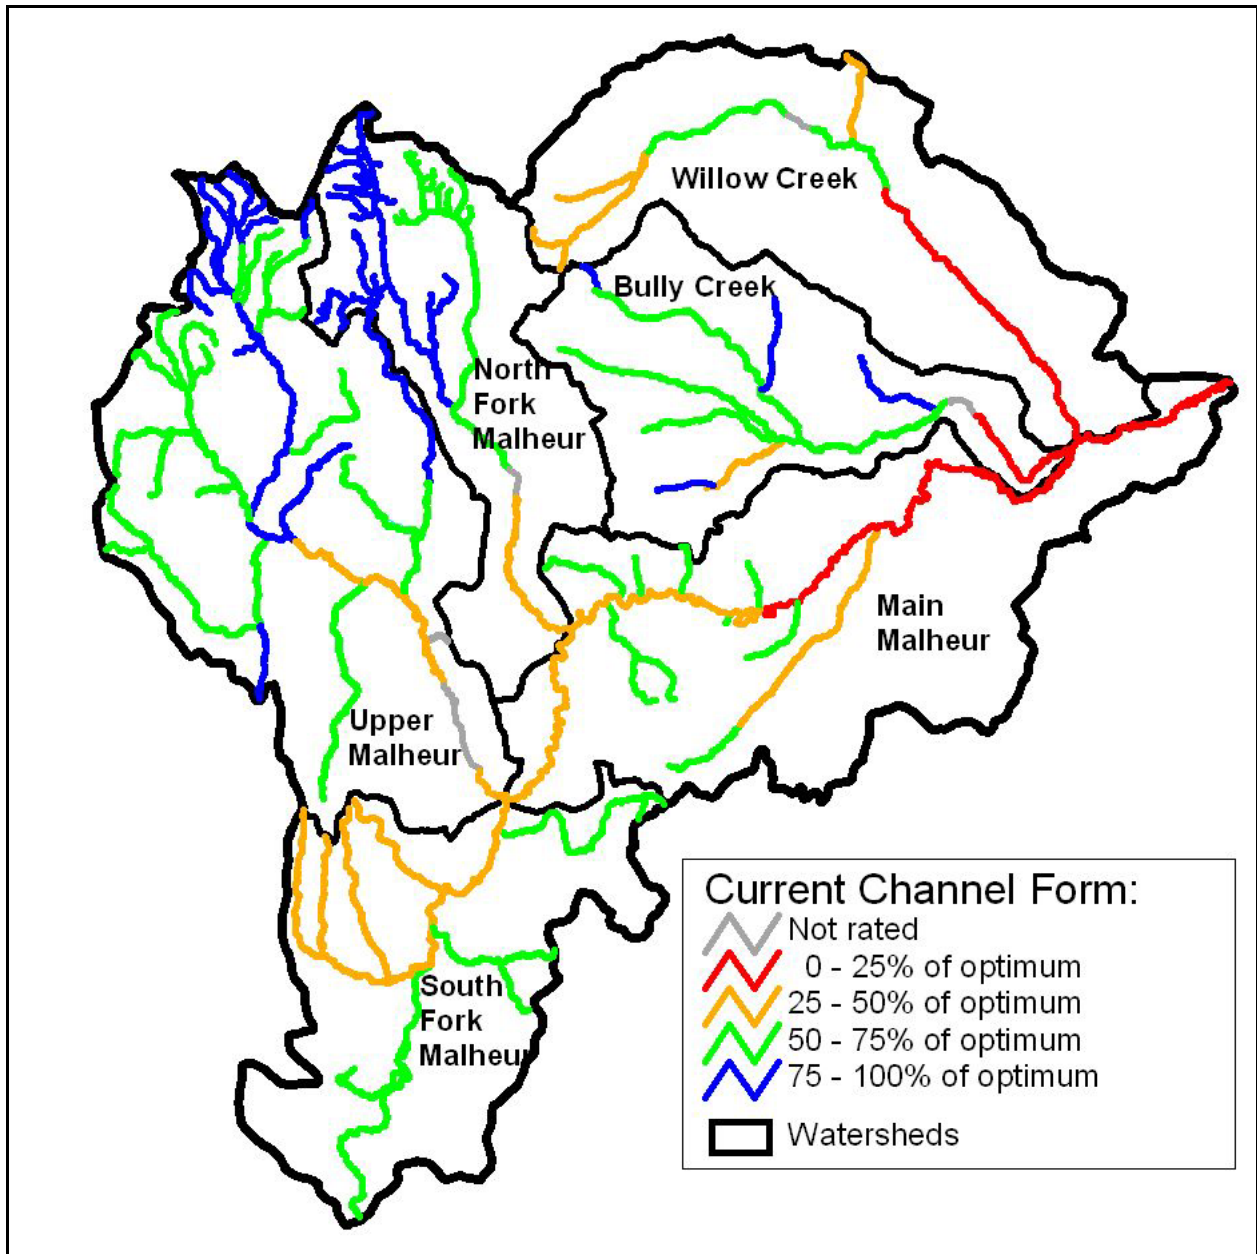 Willow Creek
Bully Creek
North
Fork
Malheur
Main
Malheur
Upper
Malheur
South
Fork
Malheur
Current Channel Form:
Not rated
0 - 25% of optimum
25 - 50% of optimum
50 - 75% of optimum
75 - 100% of optimum
Watersheds